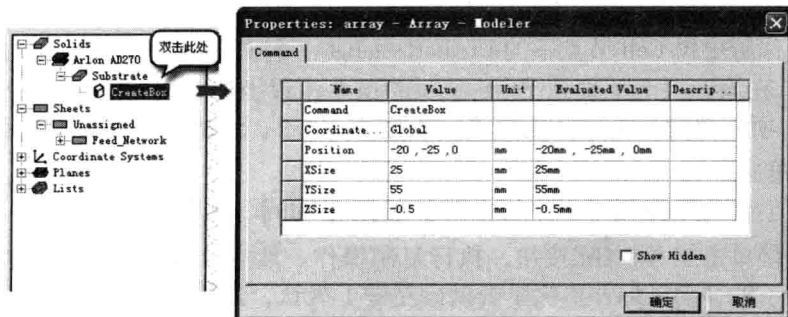 Solids
Arlon AD270
Substrate
CreateBox
Sheets
Unassigned
Feed_Network
Coordinate Systems
Planes
Lists
双击此处
Properties: array - Array - Modeler
Command
Name Value Unit Evaluated Value Descrip...
Command CreateBox
Coordinate... Global
Position -20 ,-25 ,0 mm -20mm , -25mm , 0mm
XSize 25 mm 25mm
YSize 55 mm 55mm
ZSize -0.5 mm -0.5mm
Show Hidden
确定 取消